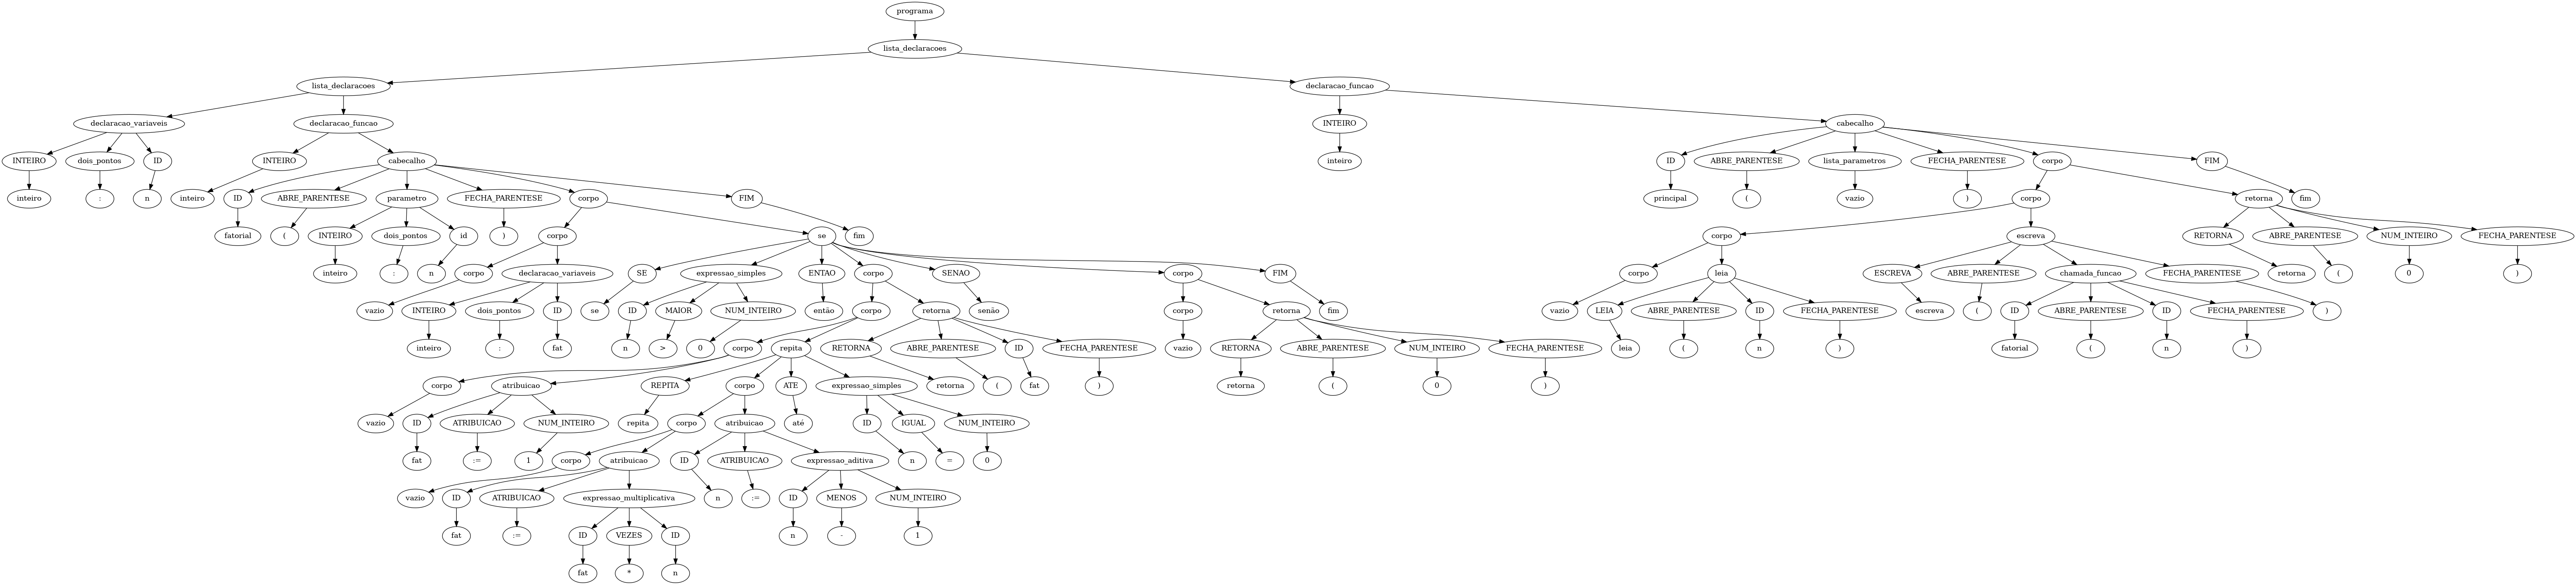 programa
lista_declaracoes
lista_declaracoes declaracao_funcao
declaracao_variaveis declaracao_funcao INTEIRO cabecalho
INTEIRO dois_pontos ID INTEIRO cabecalho inteiro ID ABRE_PARENTESE lista_parametros FECHA_PARENTESE corpo FIM
inteiro : n inteiro ID ABRE_PARENTESE parametro FECHA_PARENTESE corpo FIM principal ( vazio ) corpo retorna fim
fatorial ( INTEIRO dois_pontos id ) corpo se fim corpo escreva RETORNA ABRE_PARENTESE NUM_INTEIRO FECHA_PARENTESE
inteiro : n corpo declaracao_variaveis SE expressao_simples ENTAO corpo SENAO corpo FIM corpo leia ESCREVA ABRE_PARENTESE chamada_funcao FECHA_PARENTESE retorna ( 0 )
vazio INTEIRO dois_pontos ID se ID MAIOR NUM_INTEIRO então corpo retorna senão corpo retorna fim vazio LEIA ABRE_PARENTESE ID FECHA_PARENTESE escreva ( ID ABRE_PARENTESE ID FECHA_PARENTESE )
inteiro : fat n > 0 corpo repita RETORNA ABRE_PARENTESE ID FECHA_PARENTESE vazio RETORNA ABRE_PARENTESE NUM_INTEIRO FECHA_PARENTESE leia ( n ) fatorial ( n )
corpo atribuicao REPITA corpo ATE expressao_simples retorna ( fat ) retorna ( 0 )
vazio ID ATRIBUICAO NUM_INTEIRO repita corpo atribuicao até ID IGUAL NUM_INTEIRO
fat := 1 corpo atribuicao ID ATRIBUICAO expressao_aditiva n = 0
vazio ID ATRIBUICAO expressao_multiplicativa n := ID MENOS NUM_INTEIRO
fat := ID VEZES ID n - 1
fat * n
)